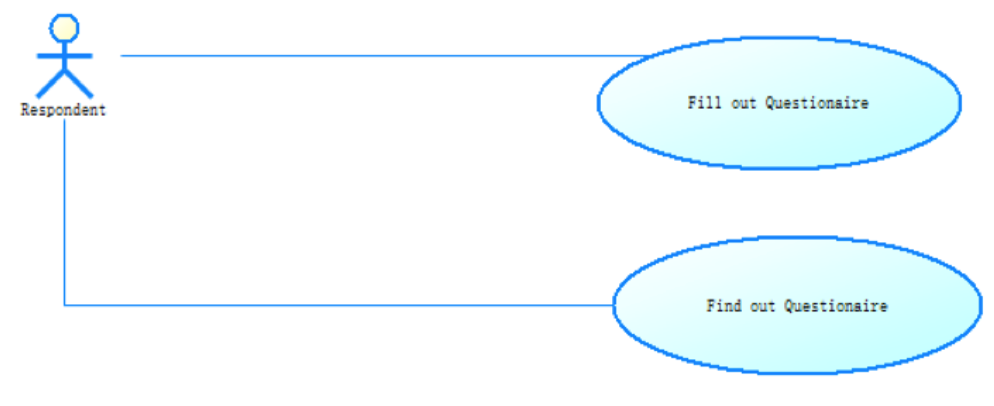 Respondent
Fill out Questionaire
Find out Questionaire